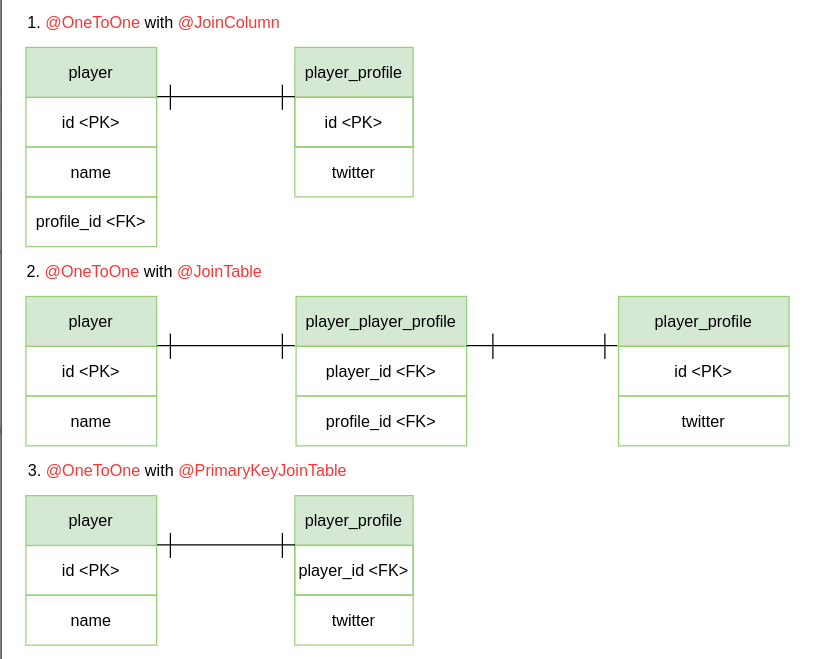 1. @OneToOne with @JoinColumn
player player_profile
id <PK> id <PK>
name twitter
profile_id <FK>
2. @OneToOne with @JoinTable
player player_player_profile player_profile
id <PK> player_id <FK> id <PK>
name profile_id <FK> twitter
3. @OneToOne with @PrimaryKeyJoinTable
player player_profile
id <PK> player_id <FK>
name twitter